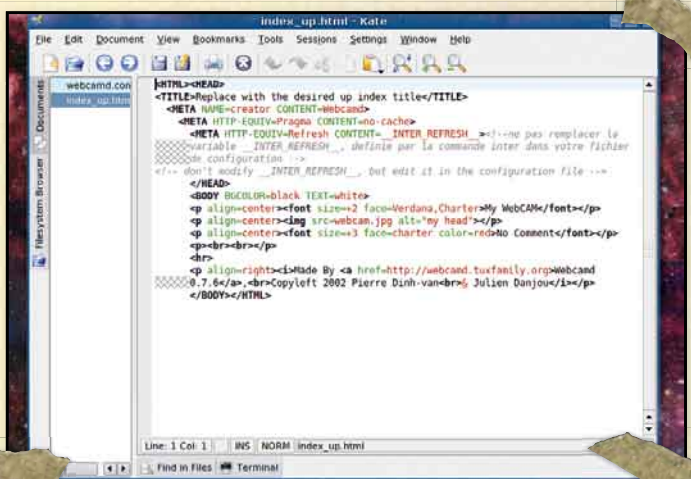 index_up.html - Kate
File Edit Document View Bookmarks Tools Sessions Settings Window Help
Documents
Filesystem Browser
webcamd.con
index_up.htm
<HTML><HEAD>
<TITLE>Replace with the desired up index title</TITLE>
<META NAME=creator CONTENT=Webcamd>
<META HTTP-EQUIV=Pragma CONTENT=no-cache>
<META HTTP-EQUIV=Refresh CONTENT=__INTER_REFRESH__><!--ne pas remplacer la
variable __INTER_REFRESH__, definie par la commande inter dans votre fichier
de configuration -->
<!-- don't modify __INTER_REFRESH__, but edit it in the configuration file -->
</HEAD>
<BODY BGCOLOR=black TEXT=white>
<p align=center><font size=+2 face=Verdana,Charter>My WebCAM</font></p>
<p align=center><img src=webcam.jpg alt="my head"></p>
<p align=center><font size=+3 face=charter color=red>No Comment</font></p>
<p><br><br></p>
<hr>
<p align=right><i>Made By <a href=http://webcamd.tuxfamily.org>Webcamd
0.7.6</a>,<br>Copyleft 2002 Pierre Dinh-van<br>& Julien Danjou</i></p>
</BODY></HTML>
Line: 1 Col: 1 INS NORM index_up.html
Find in Files Terminal